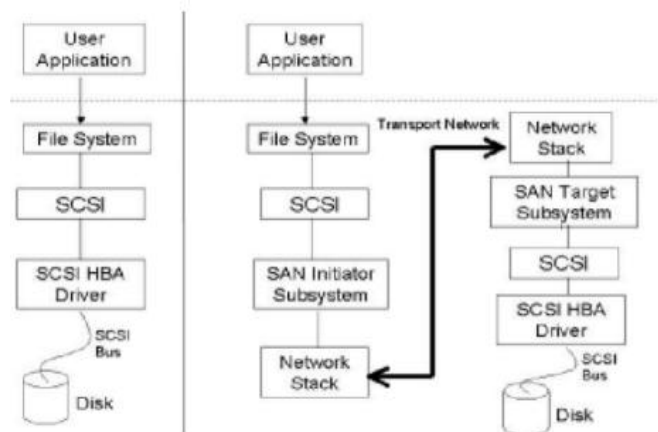 User
Application
File System
SCSI
SCSI HBA
Driver
SCSI
Bus
Disk
User
Application
File System
SCSI
SAN Initiator
Subsystem
Network
Stack
Transport Network
Network
Stack
SAN Target
Subsystem
SCSI
SCSI HBA
Driver
SCSI
Bus
Disk